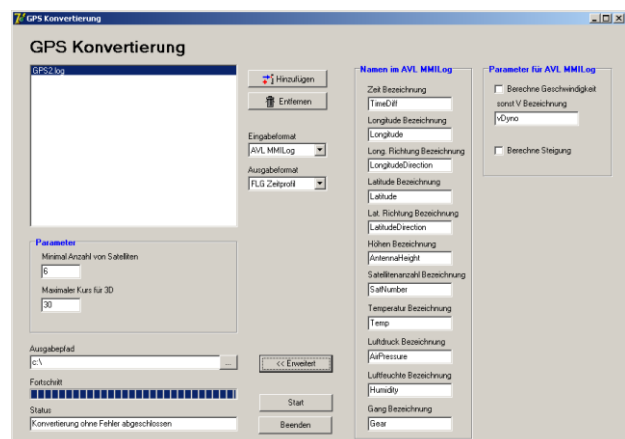 GPS Konvertierung
GPS Konvertierung
GPS2.log
Hinzufügen
Entfernen
Eingabeformat
AVL MMILog
Ausgabeformat
FLG Zeitprofil
Parameter
Minimal Anzahl von Satelliten
6
Maximaler Kurs für 3D
30
Ausgabepfad
c:\
...
<< Erweitert
Fortschritt
Status
Konvertierung ohne Fehler abgeschlossen
Start
Beenden
Namen im AVL MMILog
Zeit Bezeichnung
TimeDiff
Longitude Bezeichnung
Longitude
Long. Richtung Bezeichnung
LongitudeDirection
Latitude Bezeichnung
Latitude
Lat. Richtung Bezeichnung
LatitudeDirection
Höhen Bezeichnung
AntennaHeight
Satellitenanzahl Bezeichnung
SatNumber
Temperatur Bezeichnung
Temp
Luftdruck Bezeichnung
AirPressure
Luftfeuchte Bezeichnung
Humidity
Gang Bezeichnung
Gear
Parameter für AVL MMILog
Berechne Geschwindigkeit
sonst V Bezeichnung
vDyno
Berechne Steigung